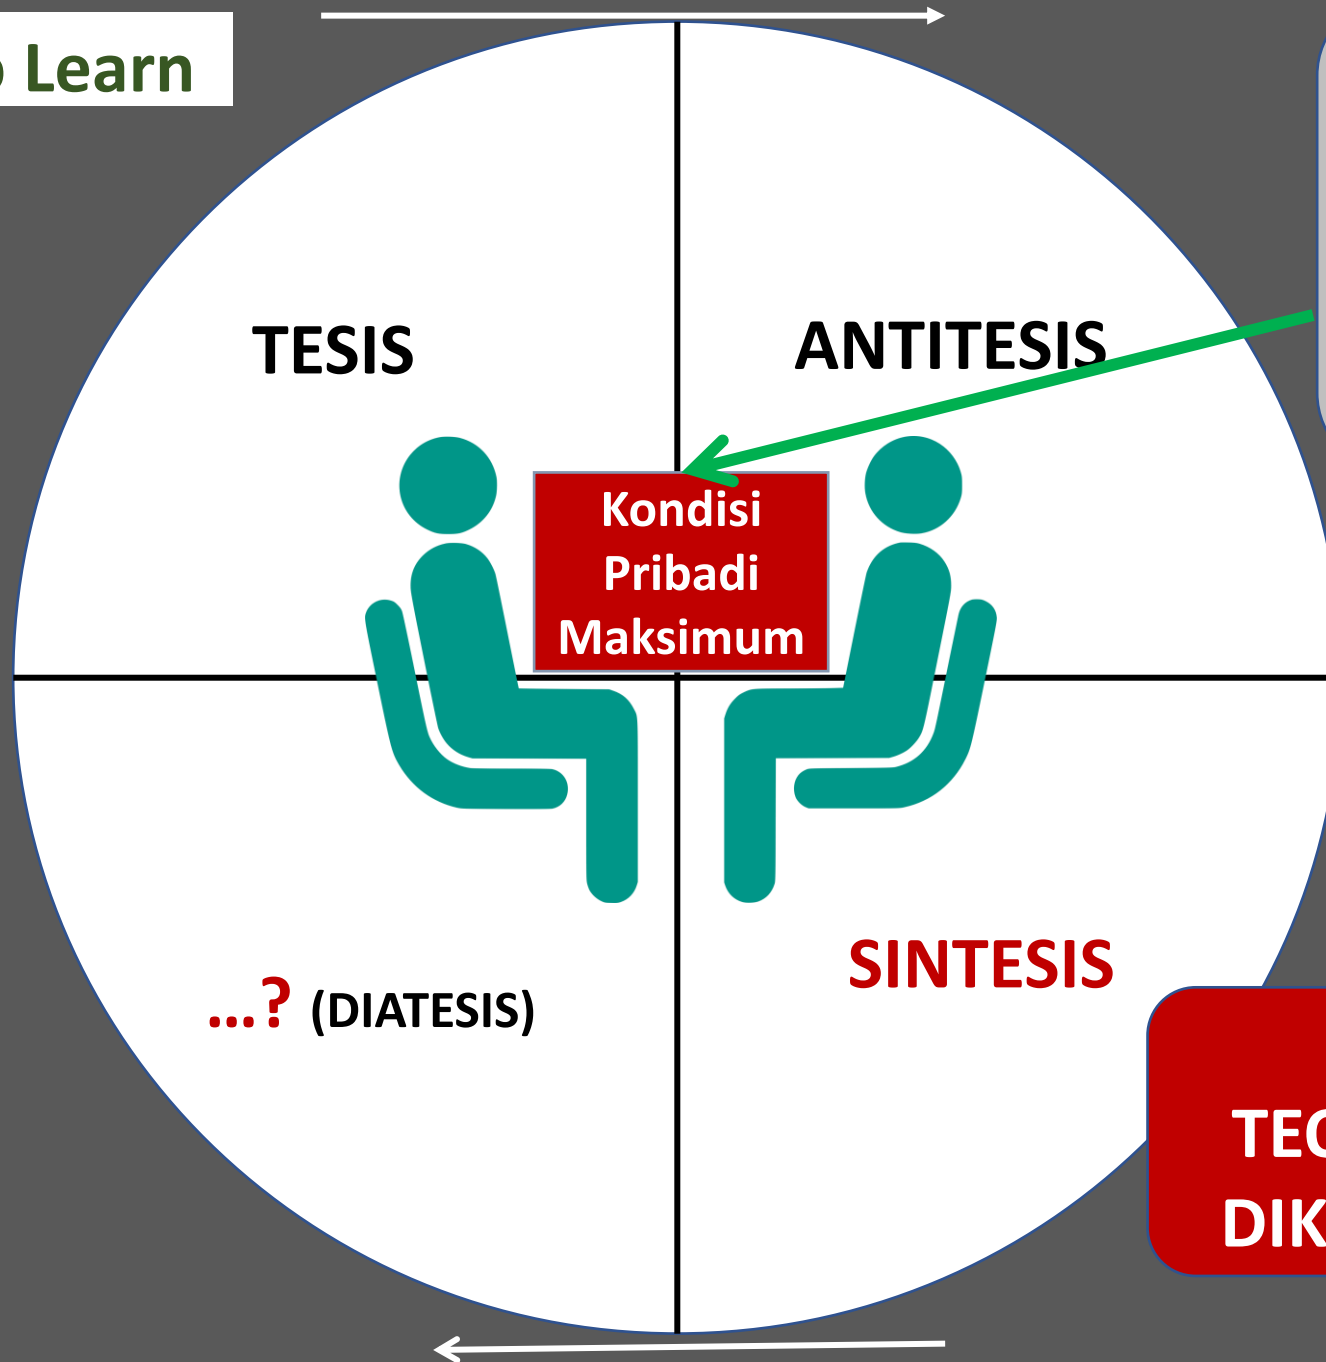 Learn
TESIS
ANTITESIS
Kondisi
Pribadi
Maksimum
SINTESIS
...? (DIATESIS)